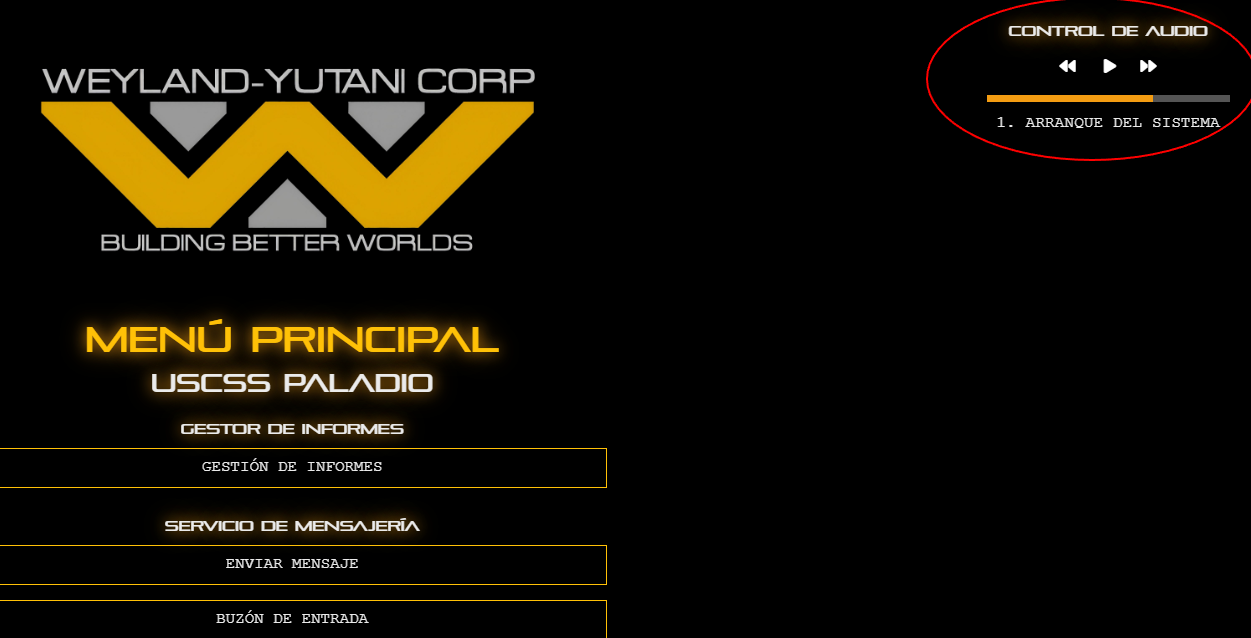 CONTROL DE AUDIO
1. ARRANQUE DEL SISTEMA
WEYLAND-YUTANI CORP
BUILDING BETTER WORLDS
MENÚ PRINCIPAL
USCSS PALADIO
GESTOR DE INFORMES
GESTIÓN DE INFORMES
SERVICIO DE MENSAJERÍA
ENVIAR MENSAJE
BUZÓN DE ENTRADA